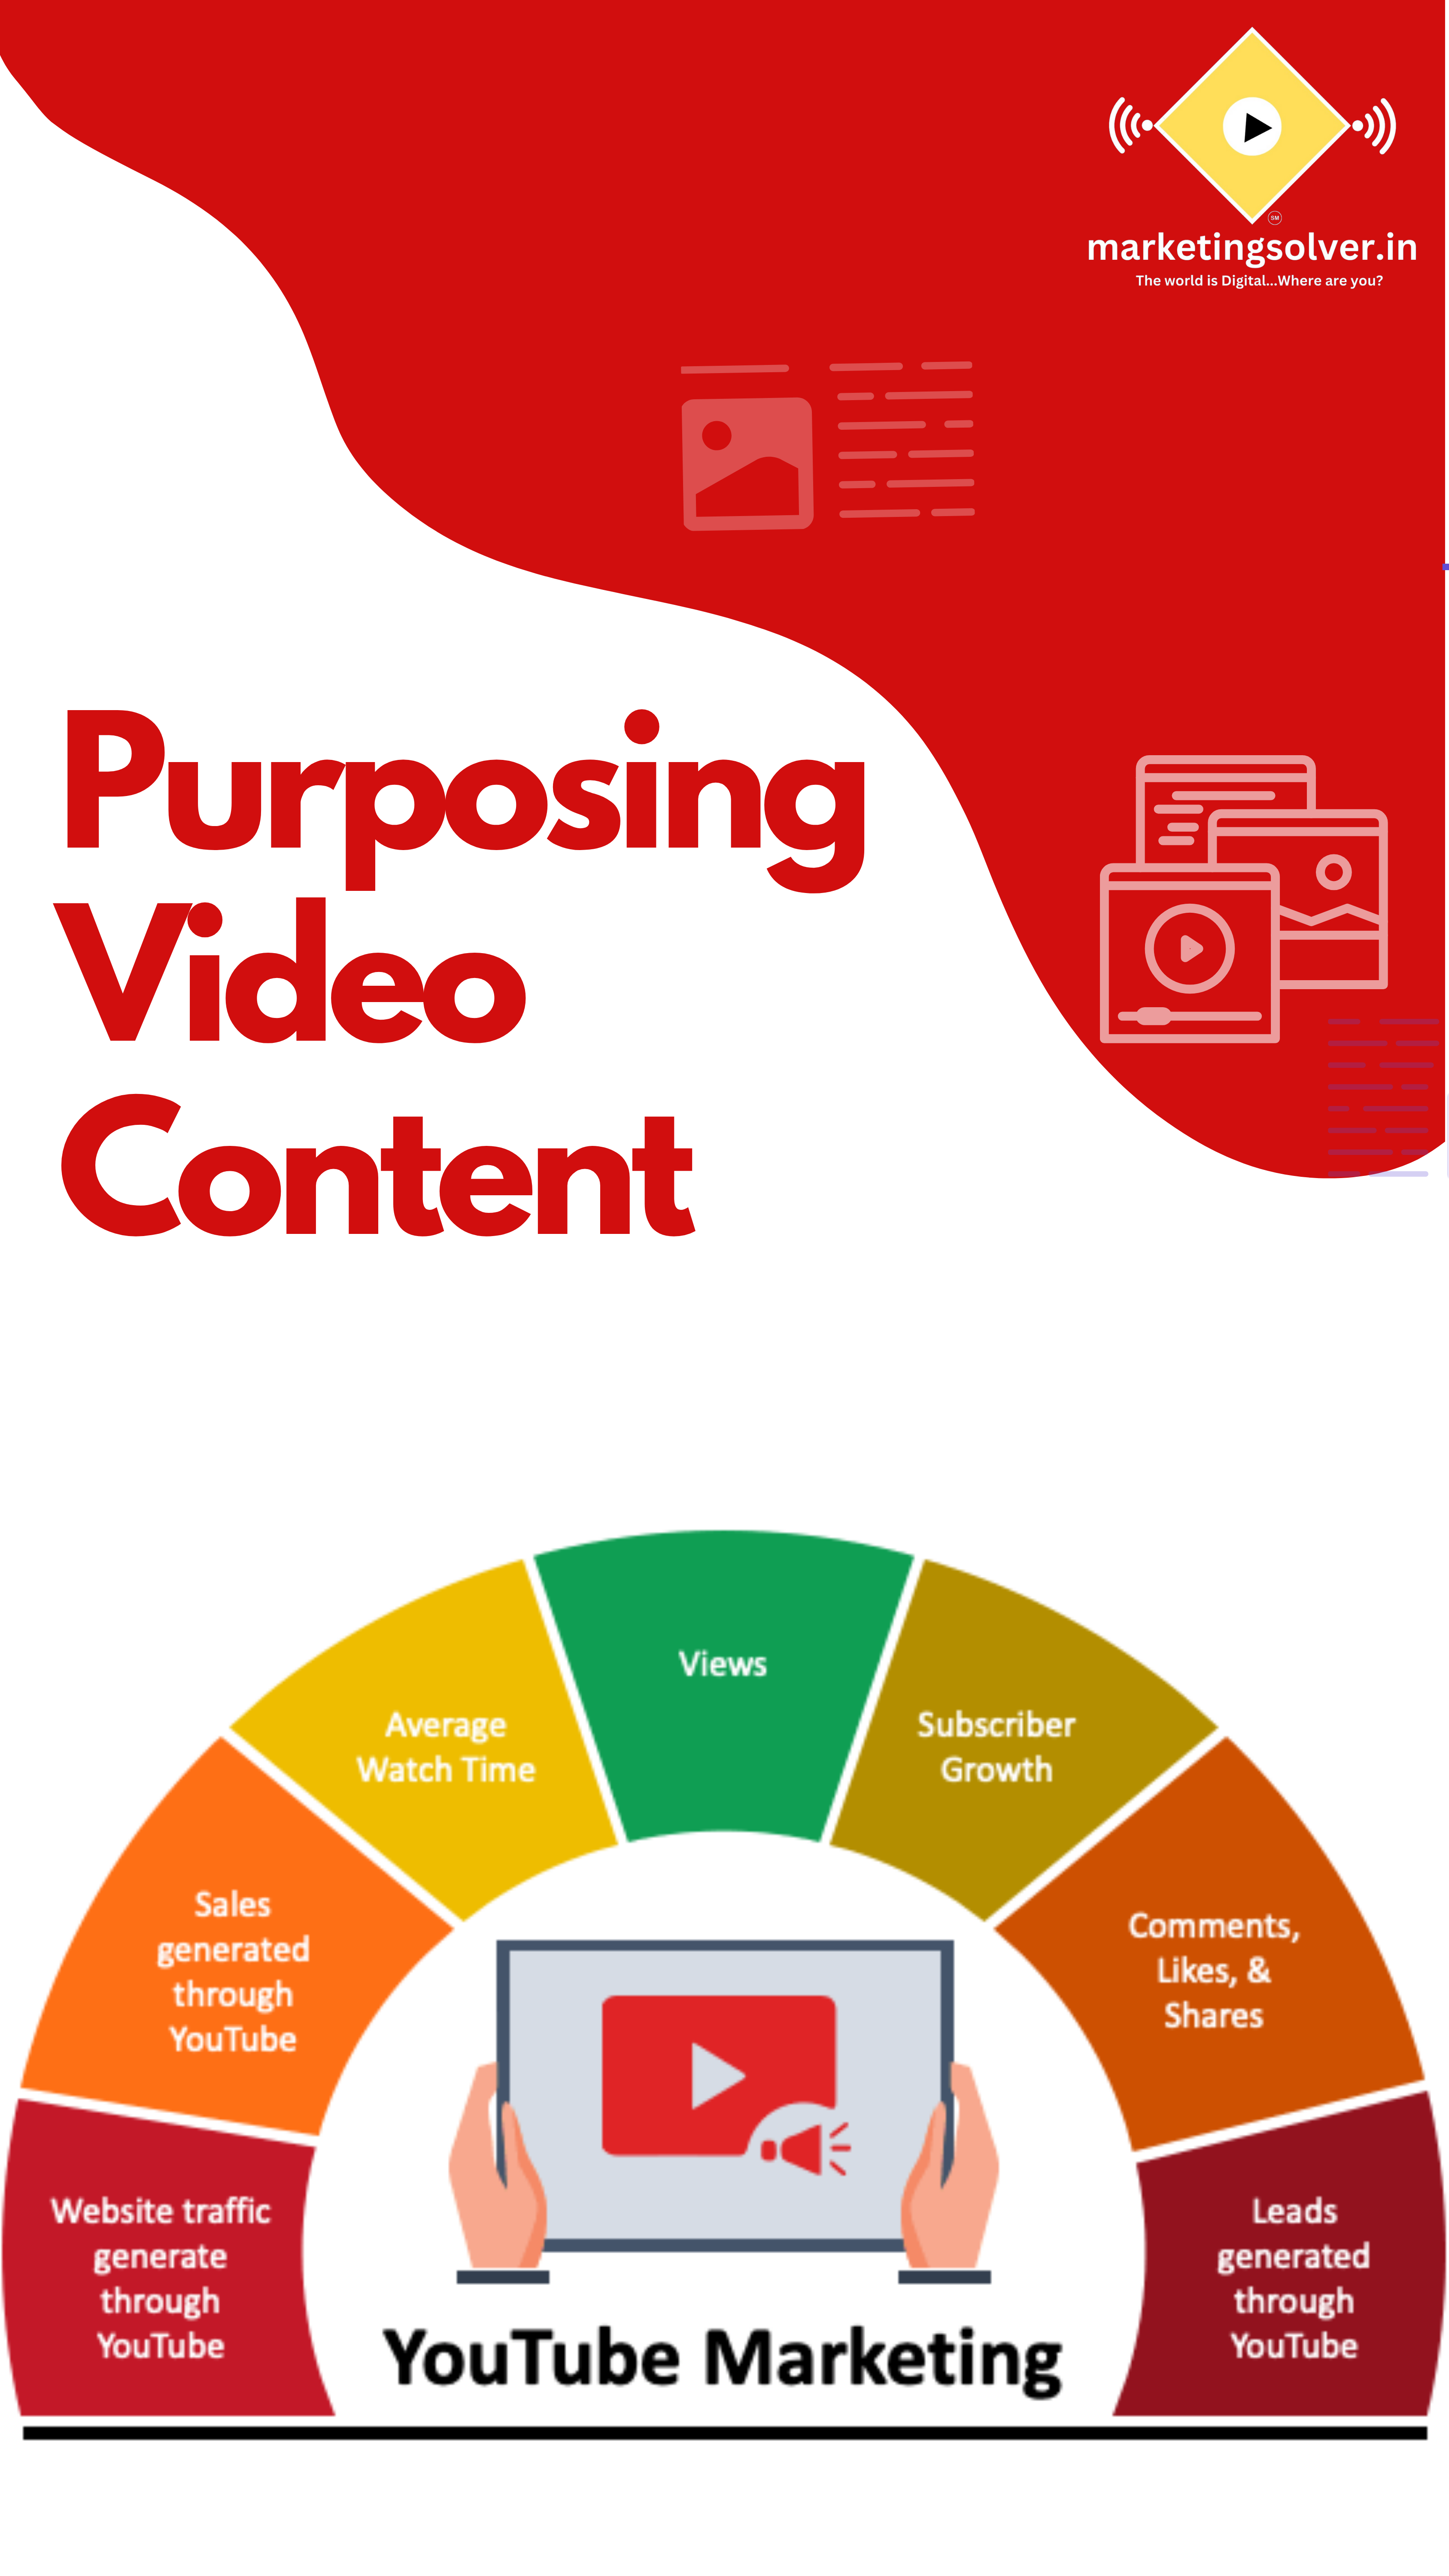 SM
marketingsolver.in
The world is Digital...Where are you?
Purposing
Video
Content
Views
Average
Watch Time
Subscriber
Growth
Sales
generated
through
YouTube
Comments,
Likes, &
Shares
Website traffic
generate
through
YouTube
Leads
generated
through
YouTube
YouTube Marketing